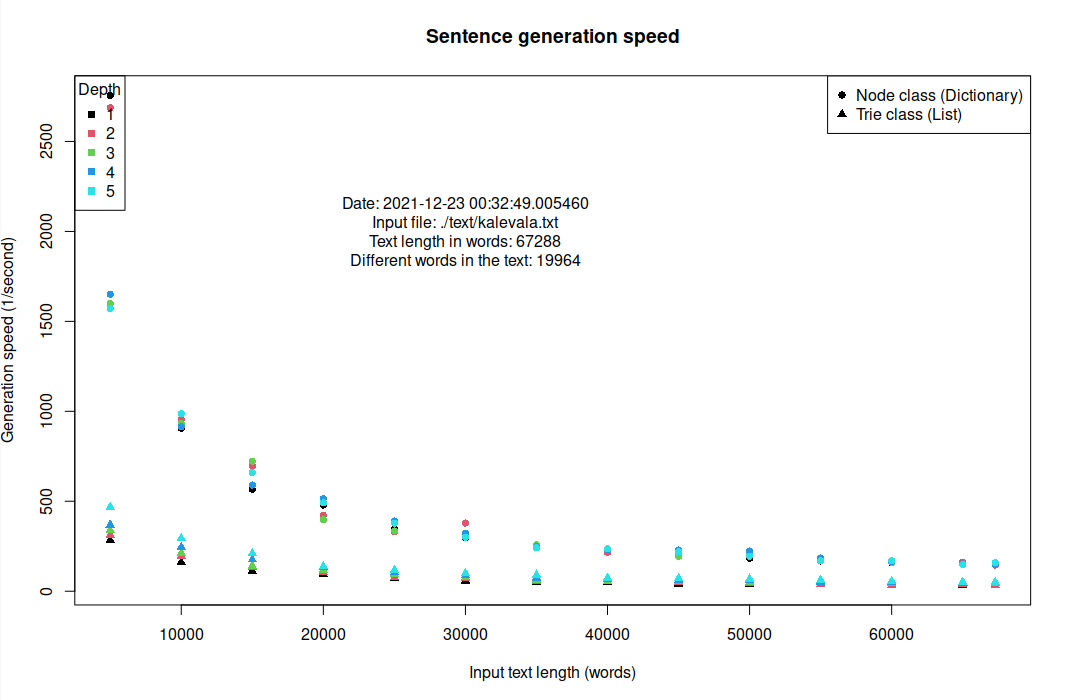 Sentence generation speed
Depth
1
2
3
4
5
Node class (Dictionary)
Trie class (List)
Date: 2021-12-23 00:32:49.005460
Input file: ./text/kalevala.txt
Text length in words: 67288
Different words in the text: 19964
Generation speed (1/second)
2500
2000
1500
1000
500
0
10000 20000 30000 40000 50000 60000
Input text length (words)